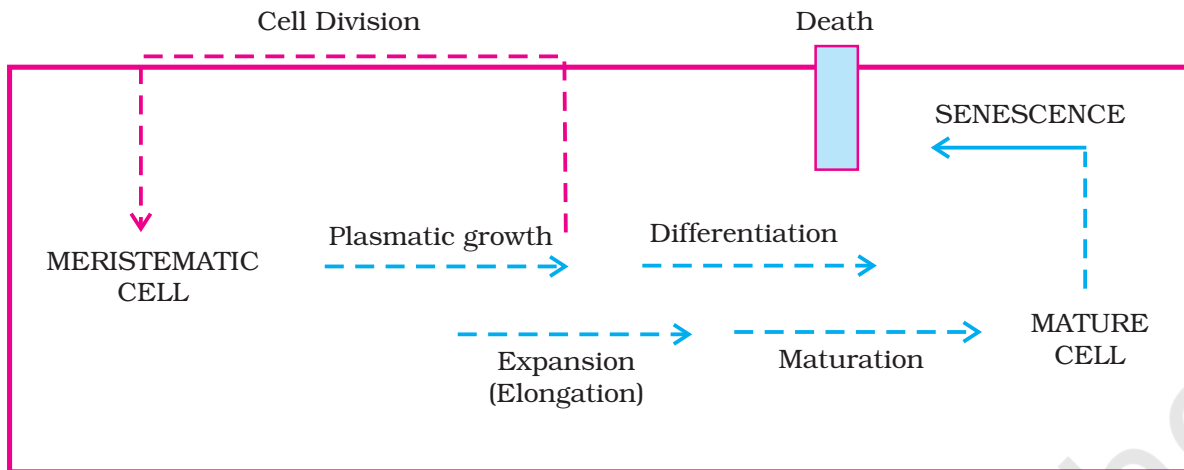 Cell Division
Death
SENESCENCE
Plasmatic growth
Differentiation
MERISTEMATIC
CELL
Expansion
(Elongation)
Maturation
MATURE
CELL